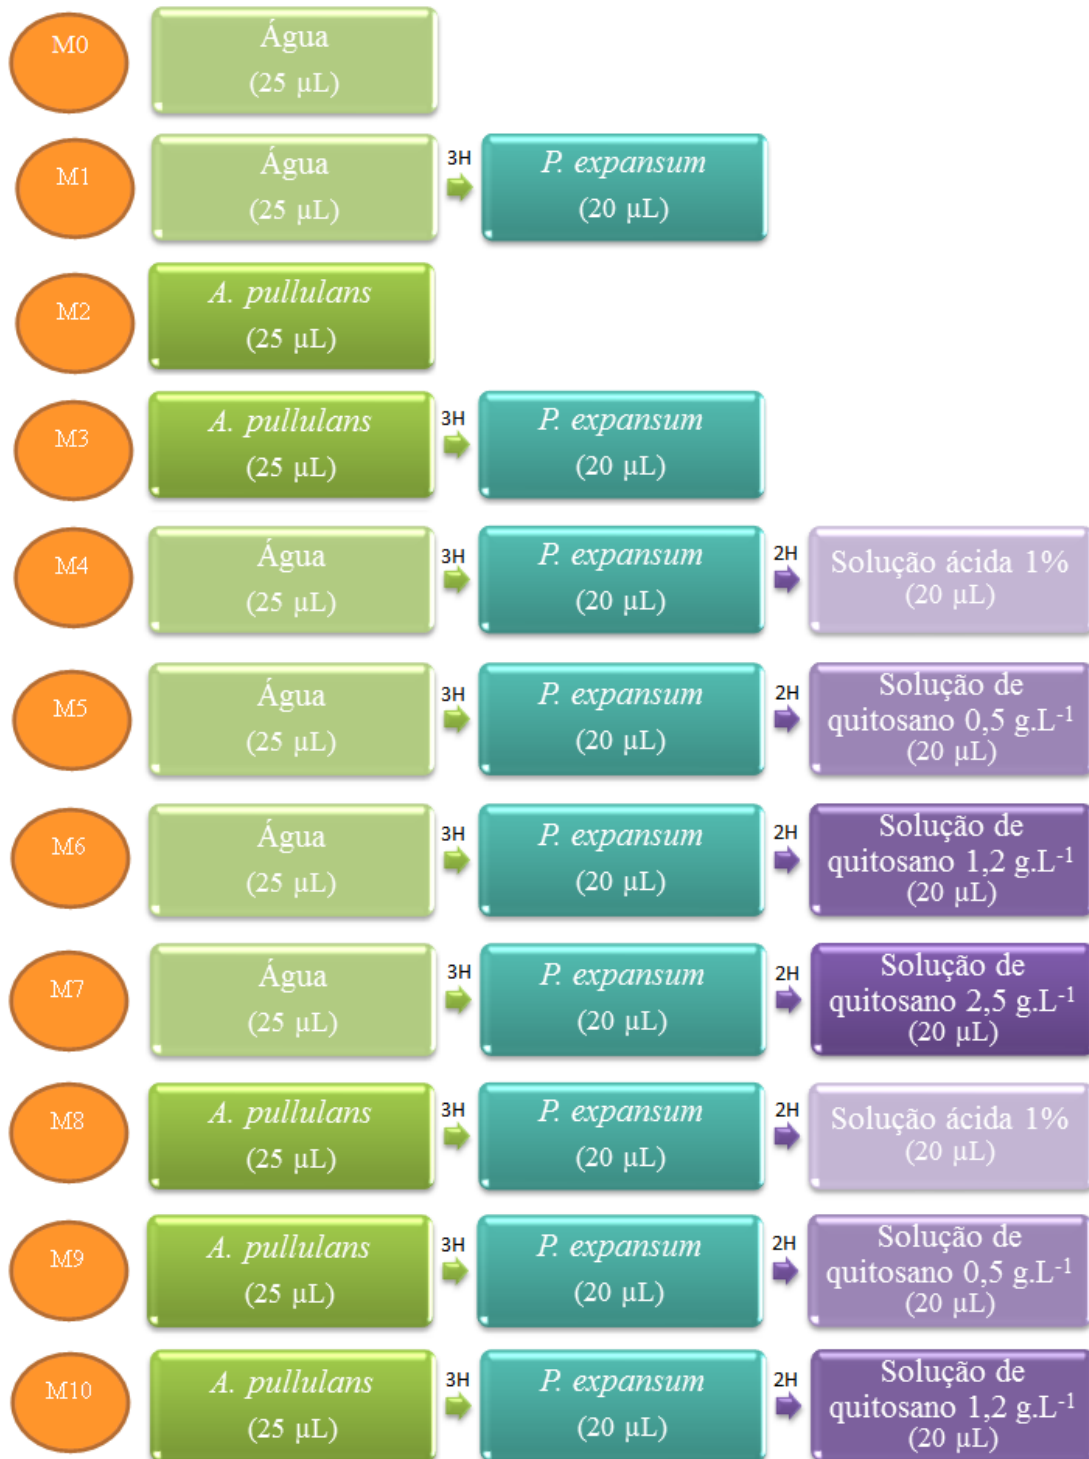 M0
Água
(25 µL)
M1
Água
(25 µL)
3H
P. expansum
(20 µL)
M2
A. pullulans
(25 µL)
M3
A. pullulans
(25 µL)
3H
P. expansum
(20 µL)
M4
Água
(25 µL)
3H
P. expansum
(20 µL)
2H
Solução ácida 1%
(20 µL)
M5
Água
(25 µL)
3H
P. expansum
(20 µL)
2H
Solução de
quitosano 0,5 g.L⁻¹
(20 µL)
M6
Água
(25 µL)
3H
P. expansum
(20 µL)
2H
Solução de
quitosano 1,2 g.L⁻¹
(20 µL)
M7
Água
(25 µL)
3H
P. expansum
(20 µL)
2H
Solução de
quitosano 2,5 g.L⁻¹
(20 µL)
M8
A. pullulans
(25 µL)
3H
P. expansum
(20 µL)
2H
Solução ácida 1%
(20 µL)
M9
A. pullulans
(25 µL)
3H
P. expansum
(20 µL)
2H
Solução de
quitosano 0,5 g.L⁻¹
(20 µL)
M10
A. pullulans
(25 µL)
3H
P. expansum
(20 µL)
2H
Solução de
quitosano 1,2 g.L⁻¹
(20 µL)